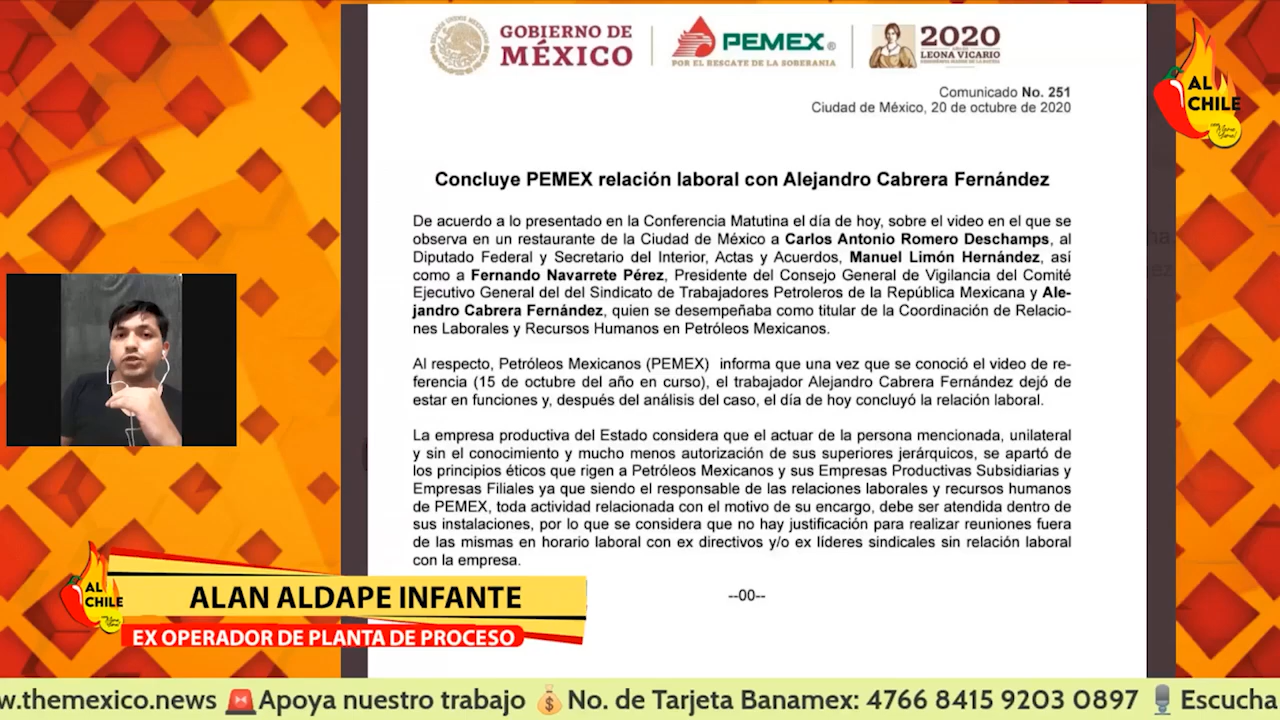 GOBIERNO DE
MÉXICO
PEMEX®
POR EL RESCATE DE LA SOBERANÍA
2020
LEONA VICARIO
AL
CHILE
Comunicado No. 251
Ciudad de México, 20 de octubre de 2020
Concluye PEMEX relación laboral con Alejandro Cabrera Fernández
De acuerdo a lo presentado en la Conferencia Matutina el día de hoy, sobre el video en el que se
observa en un restaurante de la Ciudad de México a Carlos Antonio Romero Deschamps, al
Diputado Federal y Secretario del Interior, Actas y Acuerdos, Manuel Limón Hernández, así
como a Fernando Navarrete Pérez, Presidente del Consejo General de Vigilancia del Comité
Ejecutivo General del del Sindicato de Trabajadores Petroleros de la República Mexicana y Ale-
jandro Cabrera Fernández, quien se desempeñaba como titular de la Coordinación de Relacio-
nes Laborales y Recursos Humanos en Petróleos Mexicanos.
Al respecto, Petróleos Mexicanos (PEMEX) informa que una vez que se conoció el video de re-
ferencia (15 de octubre del año en curso), el trabajador Alejandro Cabrera Fernández dejó de
estar en funciones y, después del análisis del caso, el día de hoy concluyó la relación laboral.
La empresa productiva del Estado considera que el actuar de la persona mencionada, unilateral
y sin el conocimiento y mucho menos autorización de sus superiores jerárquicos, se apartó de
los principios éticos que rigen a Petróleos Mexicanos y sus Empresas Productivas Subsidiarias y
Empresas Filiales ya que siendo el responsable de las relaciones laborales y recursos humanos
de PEMEX, toda actividad relacionada con el motivo de su encargo, debe ser atendida dentro de
sus instalaciones, por lo que se considera que no hay justificación para realizar reuniones fuera
de las mismas en horario laboral con ex directivos y/o ex líderes sindicales sin relación laboral
con la empresa.
--00--
AL
CHILE
ALAN ALDAPE INFANTE
EX OPERADOR DE PLANTA DE PROCESO
w.themexico.news 🚨Apoya nuestro trabajo 💰No. de Tarjeta Banamex: 4766 8415 9203 0897 🎙️Escucha